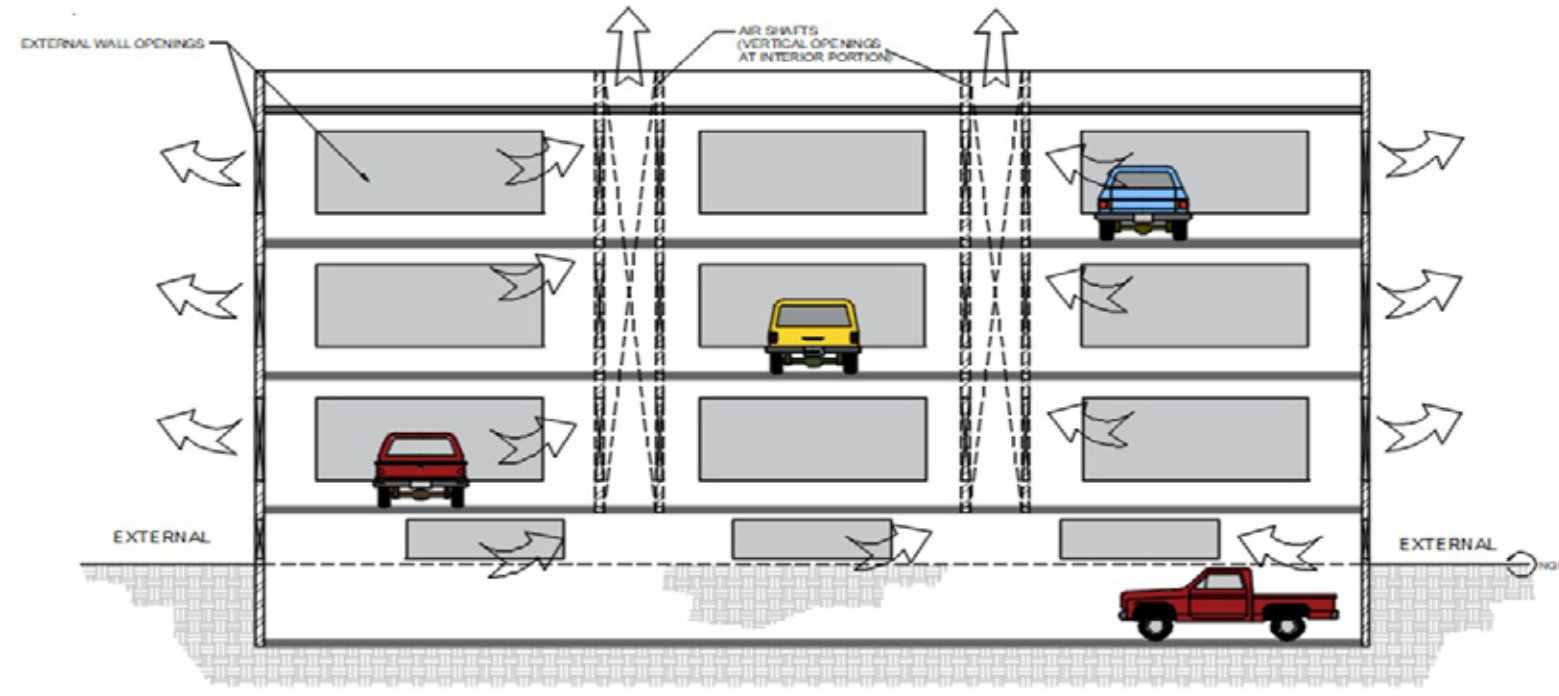 EXTERNAL WALL OPENINGS
AIR SHAFTS
(VERTICAL OPENINGS
AT INTERIOR PORTION)
EXTERNAL
EXTERNAL